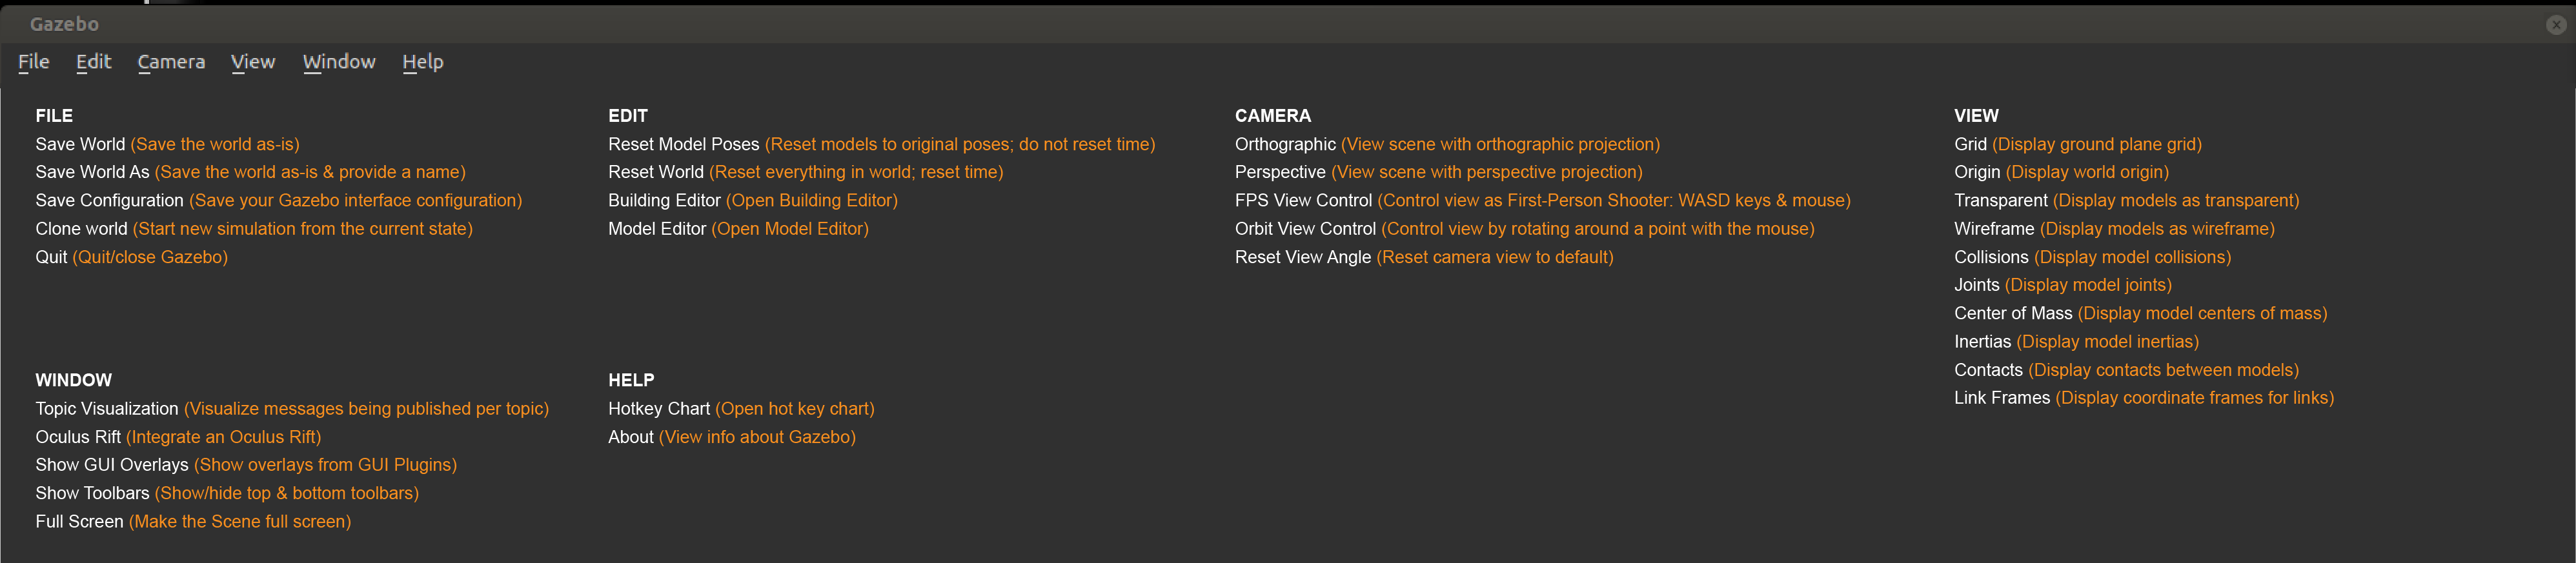 Gazebo
File Edit Camera View Window Help
FILE
Save World (Save the world as-is)
Save World As (Save the world as-is & provide a name)
Save Configuration (Save your Gazebo interface configuration)
Clone world (Start new simulation from the current state)
Quit (Quit/close Gazebo)
EDIT
Reset Model Poses (Reset models to original poses; do not reset time)
Reset World (Reset everything in world; reset time)
Building Editor (Open Building Editor)
Model Editor (Open Model Editor)
CAMERA
Orthographic (View scene with orthographic projection)
Perspective (View scene with perspective projection)
FPS View Control (Control view as First-Person Shooter: WASD keys & mouse)
Orbit View Control (Control view by rotating around a point with the mouse)
Reset View Angle (Reset camera view to default)
VIEW
Grid (Display ground plane grid)
Origin (Display world origin)
Transparent (Display models as transparent)
Wireframe (Display models as wireframe)
Collisions (Display model collisions)
Joints (Display model joints)
Center of Mass (Display model centers of mass)
Inertias (Display model inertias)
Contacts (Display contacts between models)
Link Frames (Display coordinate frames for links)
WINDOW
Topic Visualization (Visualize messages being published per topic)
Oculus Rift (Integrate an Oculus Rift)
Show GUI Overlays (Show overlays from GUI Plugins)
Show Toolbars (Show/hide top & bottom toolbars)
Full Screen (Make the Scene full screen)
HELP
Hotkey Chart (Open hot key chart)
About (View info about Gazebo)